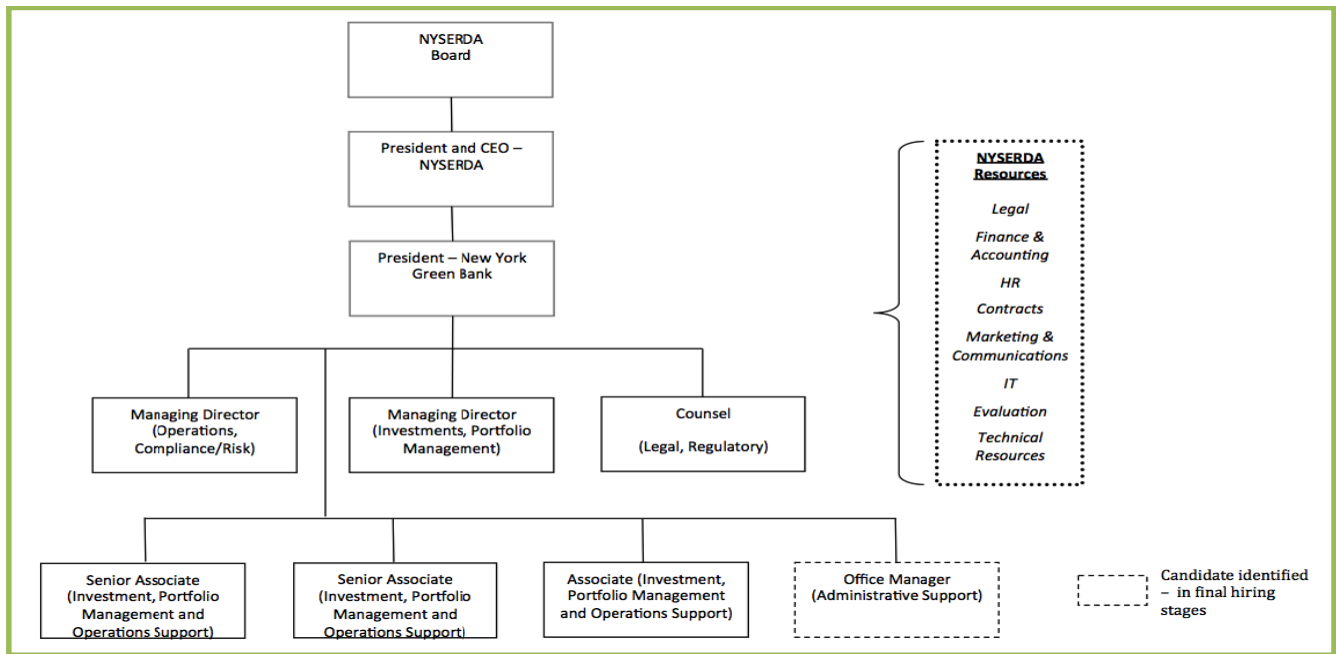 NYSERDA
Board
President and CEO –
NYSERDA
President – New York
Green Bank
Managing Director
(Operations,
Compliance/Risk)
Managing Director
(Investments, Portfolio
Management)
Counsel
(Legal, Regulatory)
NYSERDA
Resources
Legal
Finance &
Accounting
HR
Contracts
Marketing &
Communications
IT
Evaluation
Technical
Resources
Senior Associate
(Investment, Portfolio
Management and
Operations Support)
Senior Associate
(Investment, Portfolio
Management and
Operations Support)
Associate (Investment,
Portfolio Management
and Operations Support)
Office Manager
(Administrative Support)
Candidate identified
– in final hiring
stages